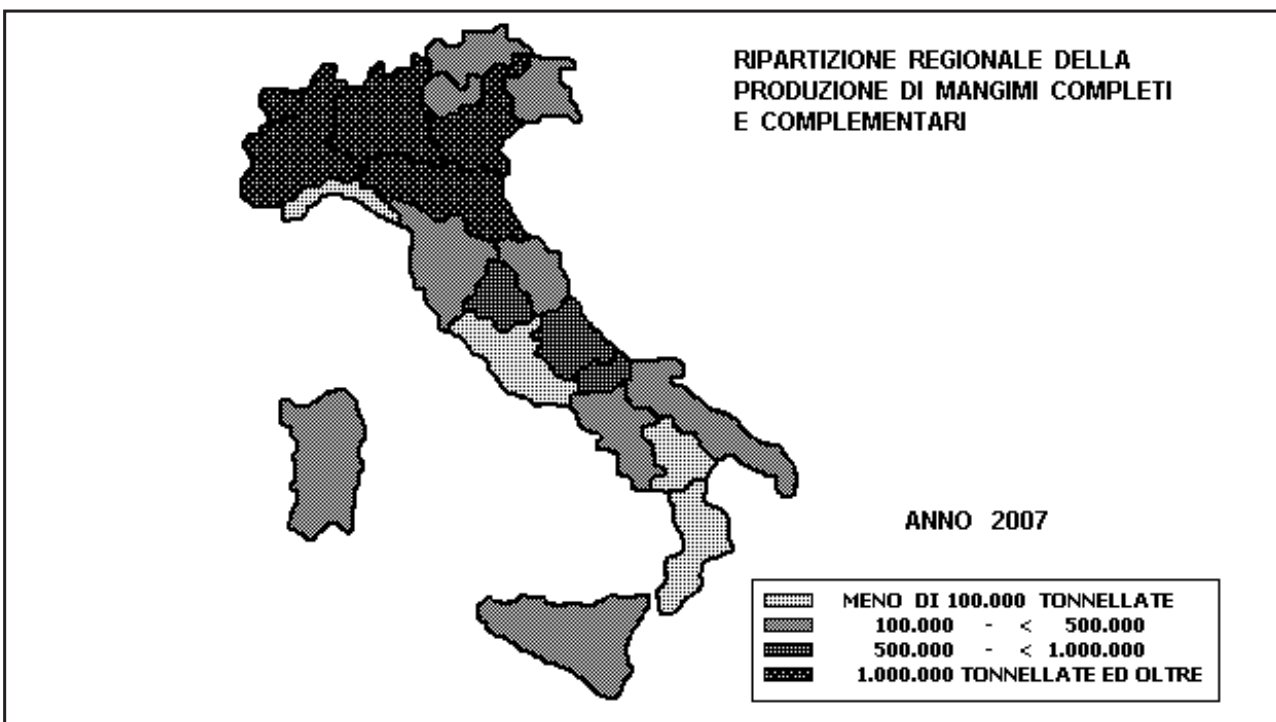 RIPARTIZIONE REGIONALE DELLA
PRODUZIONE DI MANGIMI COMPLETI
E COMPLEMENTARI
ANNO 2007
MENO DI 100.000 TONNELLATE
100.000 - < 500.000
500.000 - < 1.000.000
1.000.000 TONNELLATE ED OLTRE